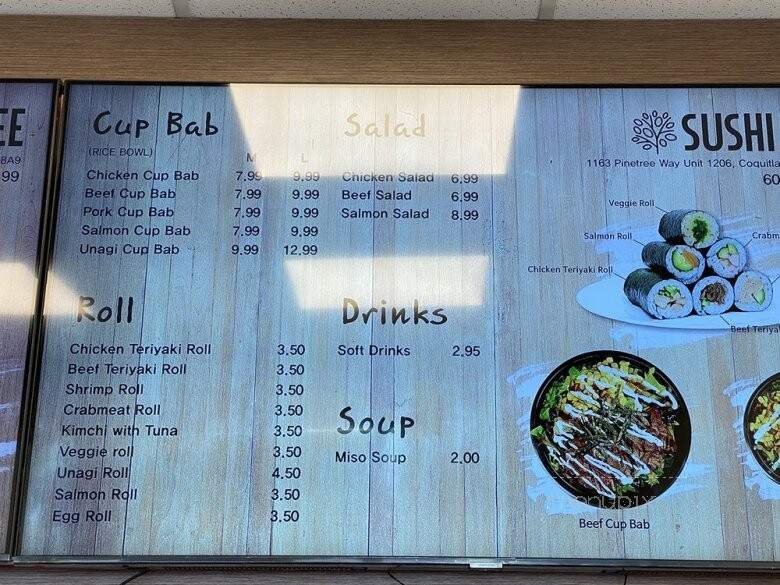 EE
8A9
99
Cup Bab
(RICE BOWL) M L
Chicken Cup Bab 7.99 9.99
Beef Cup Bab 7.99 9.99
Pork Cup Bab 7.99 9.99
Salmon Cup Bab 7.99 9.99
Unagi Cup Bab 9.99 12.99
Salad
Chicken Salad 6.99
Beef Salad 6.99
Salmon Salad 8.99
Roll
Chicken Teriyaki Roll 3.50
Beef Teriyaki Roll 3.50
Shrimp Roll 3.50
Crabmeat Roll 3.50
Kimchi with Tuna 3.50
Veggie roll 3.50
Unagi Roll 4.50
Salmon Roll 3.50
Egg Roll 3.50
Drinks
Soft Drinks 2.95
Soup
Miso Soup 2.00
SUSHI
1163 Pinetree Way Unit 1206, Coquitla
60
Veggie Roll
Salmon Roll
Crabm
Chicken Teriyaki Roll
Beef Teriya
Beef Cup Bab